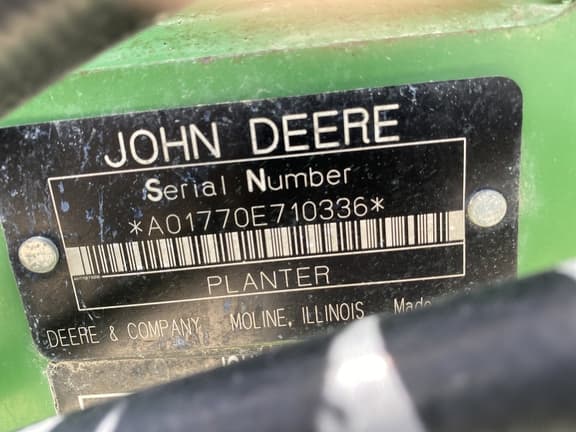 JOHN DEERE
Serial Number
*A01770E710336*
PLANTER
DEERE & COMPANY MOLINE, ILLINOIS Made